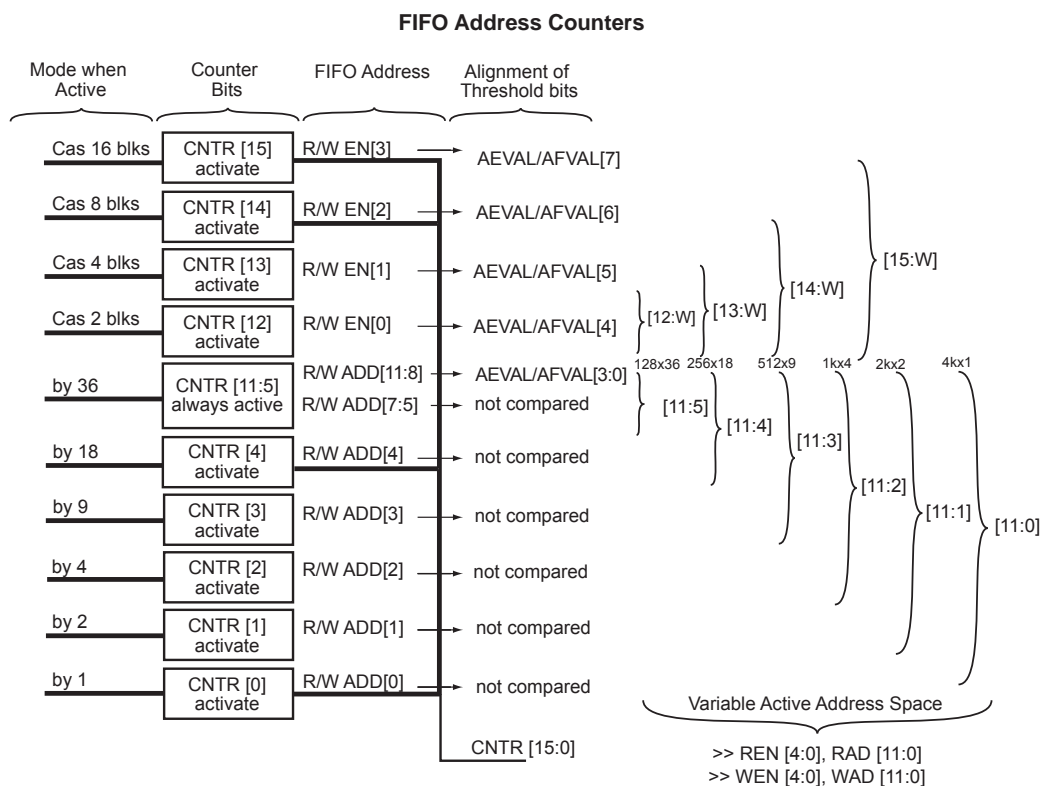 FIFO Address Counters
Mode when
Active
Counter
Bits
FIFO Address
Alignment of
Threshold bits
Cas 16 blks
CNTR [15]
activate
R/W EN[3]
AEVAL/AFVAL[7]
Cas 8 blks
CNTR [14]
activate
R/W EN[2]
AEVAL/AFVAL[6]
Cas 4 blks
CNTR [13]
activate
R/W EN[1]
AEVAL/AFVAL[5]
Cas 2 blks
CNTR [12]
activate
R/W EN[0]
AEVAL/AFVAL[4]
by 36
CNTR [11:5]
always active
R/W ADD[11:8]
AEVAL/AFVAL[3:0]
R/W ADD[7:5]
not compared
by 18
CNTR [4]
activate
R/W ADD[4]
not compared
by 9
CNTR [3]
activate
R/W ADD[3]
not compared
by 4
CNTR [2]
activate
R/W ADD[2]
not compared
by 2
CNTR [1]
activate
R/W ADD[1]
not compared
by 1
CNTR [0]
activate
R/W ADD[0]
not compared
CNTR [15:0]
[12:W]
[13:W]
[14:W]
[15:W]
128x36
256x18
512x9
1kx4
2kx2
4kx1
[11:5]
[11:4]
[11:3]
[11:2]
[11:1]
[11:0]
Variable Active Address Space
>> REN [4:0], RAD [11:0]
>> WEN [4:0], WAD [11:0]